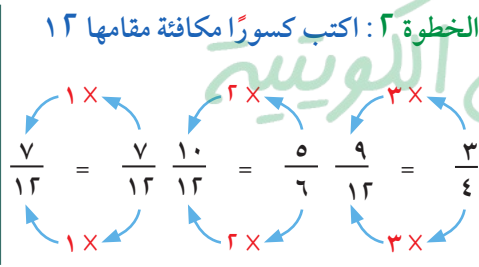 الخطوة ٢ : اكتب كسورًا مكافئة مقامها ١٢
× ٣ × ٢ × ١
٣/٤ = ٩/١٢ ٥/٦ = ١٠/١٢ ٧/١٢ = ٧/١٢
× ٣ × ٢ × ١